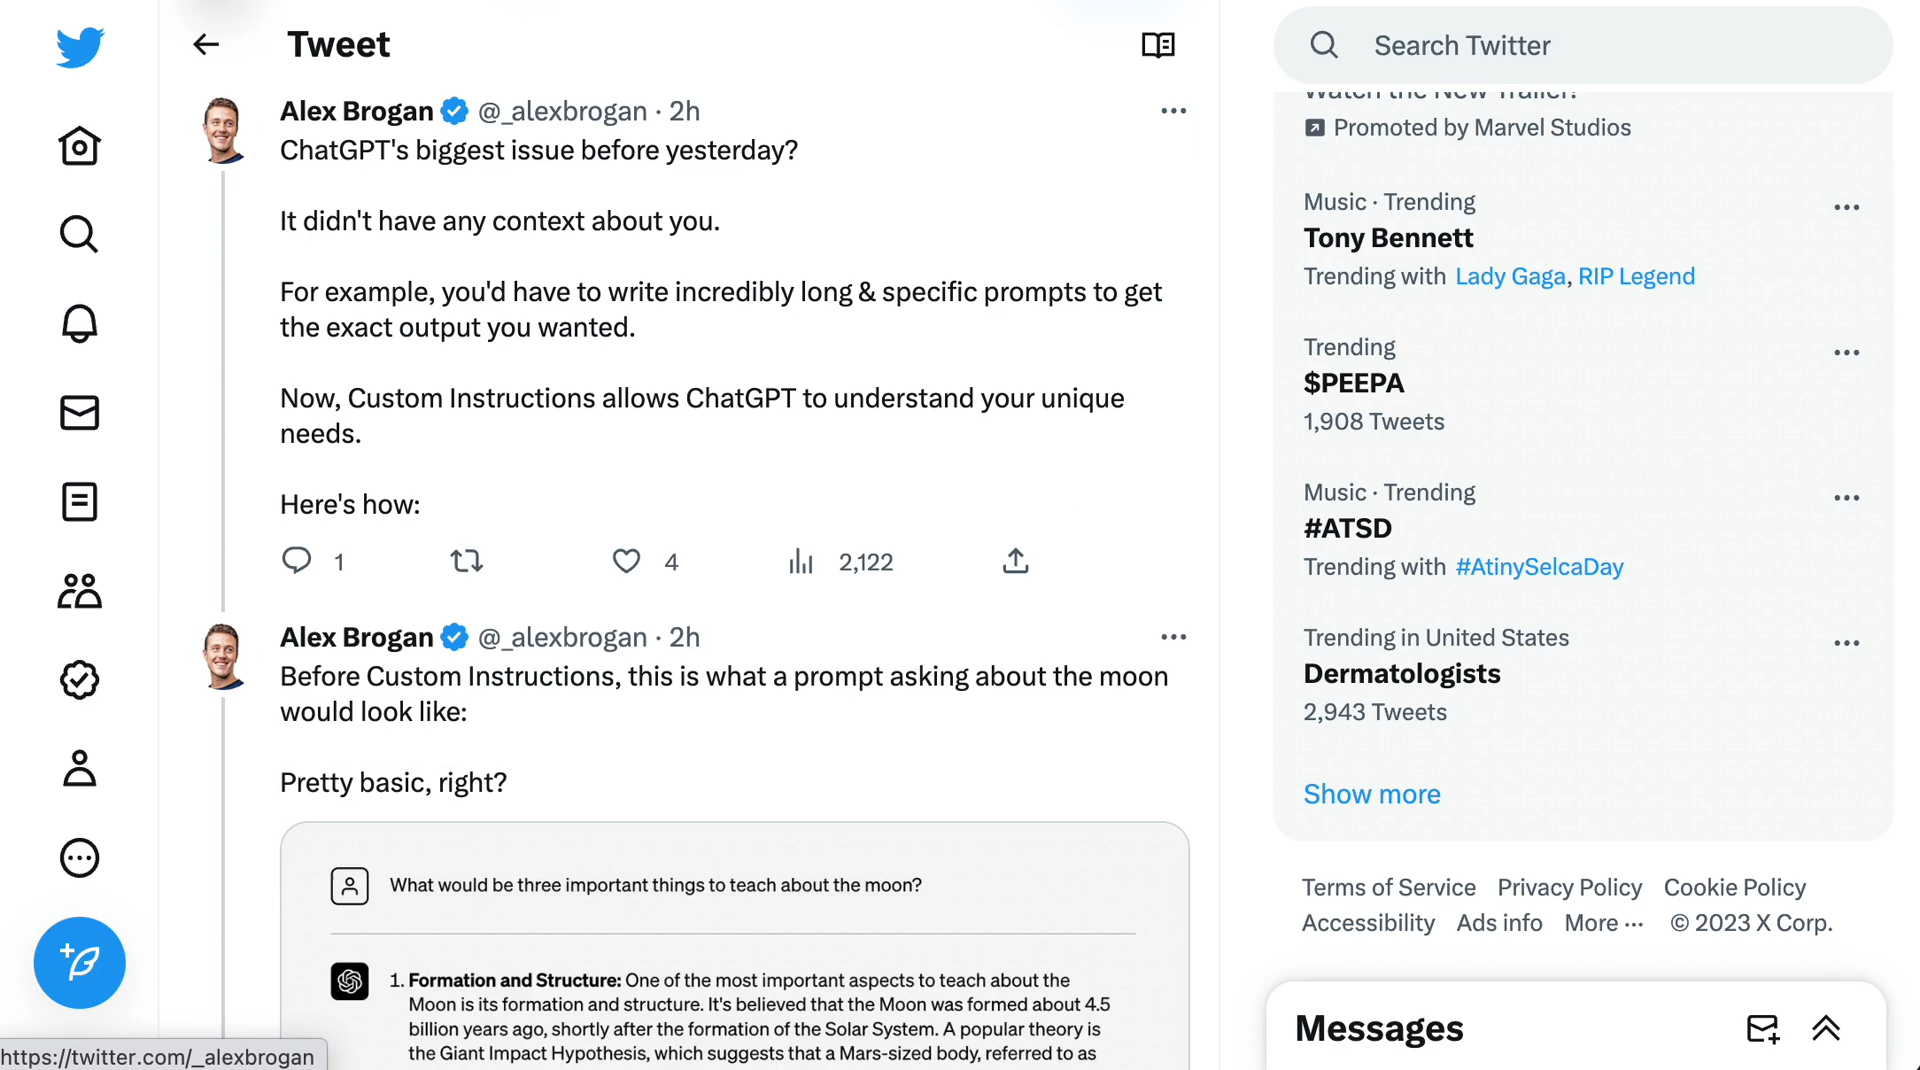 Tweet
Alex Brogan @_alexbrogan · 2h
ChatGPT's biggest issue before yesterday?
It didn't have any context about you.
For example, you'd have to write incredibly long & specific prompts to get
the exact output you wanted.
Now, Custom Instructions allows ChatGPT to understand your unique
needs.
Here's how:
1 4 2,122
Alex Brogan @_alexbrogan · 2h
Before Custom Instructions, this is what a prompt asking about the moon
would look like:
Pretty basic, right?
What would be three important things to teach about the moon?
1. Formation and Structure: One of the most important aspects to teach about the
Moon is its formation and structure. It's believed that the Moon was formed about 4.5
billion years ago, shortly after the formation of the Solar System. A popular theory is
the Giant Impact Hypothesis, which suggests that a Mars-sized body, referred to as
https://twitter.com/_alexbrogan
Search Twitter
Watch the New Trailer!
Promoted by Marvel Studios
Music · Trending
Tony Bennett
Trending with Lady Gaga, RIP Legend
Trending
$PEEPA
1,908 Tweets
Music · Trending
#ATSD
Trending with #AtinySelcaDay
Trending in United States
Dermatologists
2,943 Tweets
Show more
Terms of Service Privacy Policy Cookie Policy
Accessibility Ads info More ··· © 2023 X Corp.
Messages